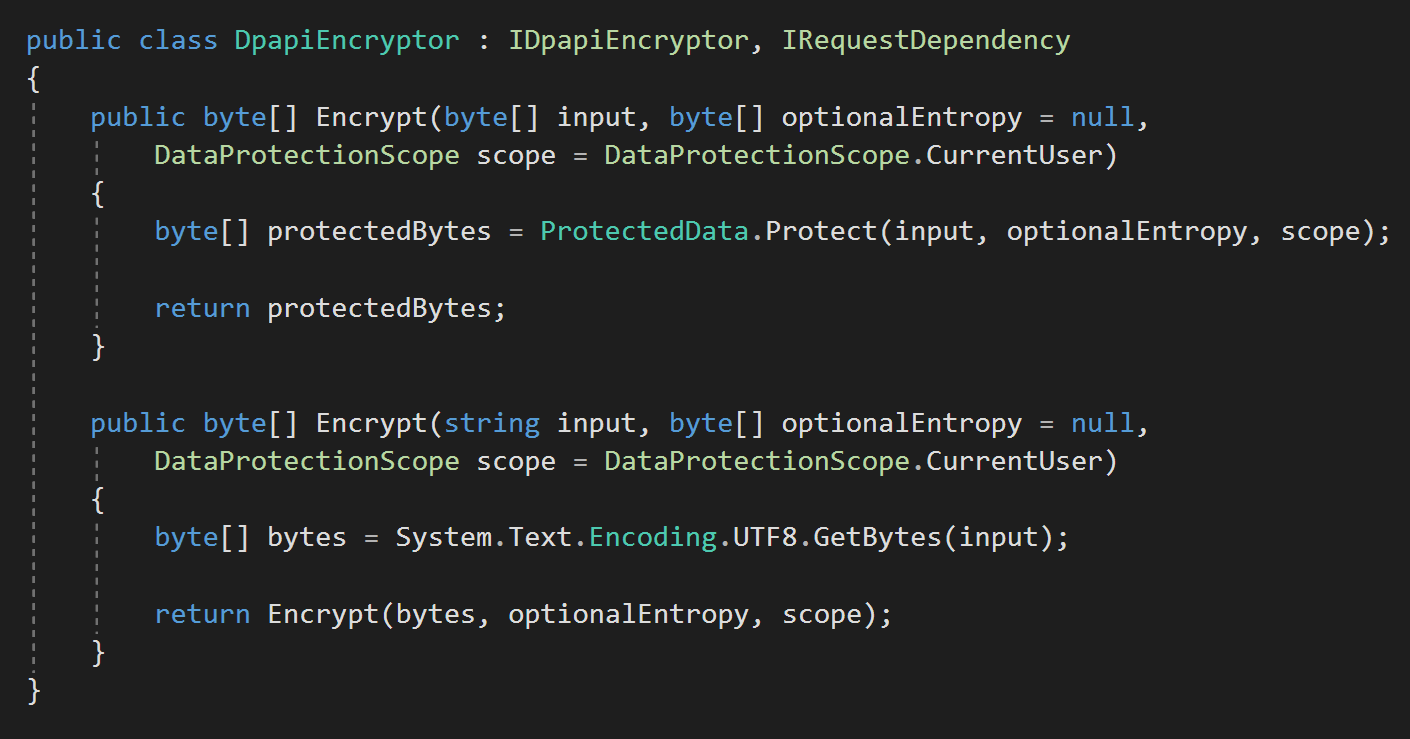 public class DpapiEncryptor : IDpapiEncryptor, IRequestDependency
{
    public byte[] Encrypt(byte[] input, byte[] optionalEntropy = null,
        DataProtectionScope scope = DataProtectionScope.CurrentUser)
    {
        byte[] protectedBytes = ProtectedData.Protect(input, optionalEntropy, scope);

        return protectedBytes;
    }

    public byte[] Encrypt(string input, byte[] optionalEntropy = null,
        DataProtectionScope scope = DataProtectionScope.CurrentUser)
    {
        byte[] bytes = System.Text.Encoding.UTF8.GetBytes(input);

        return Encrypt(bytes, optionalEntropy, scope);
    }
}